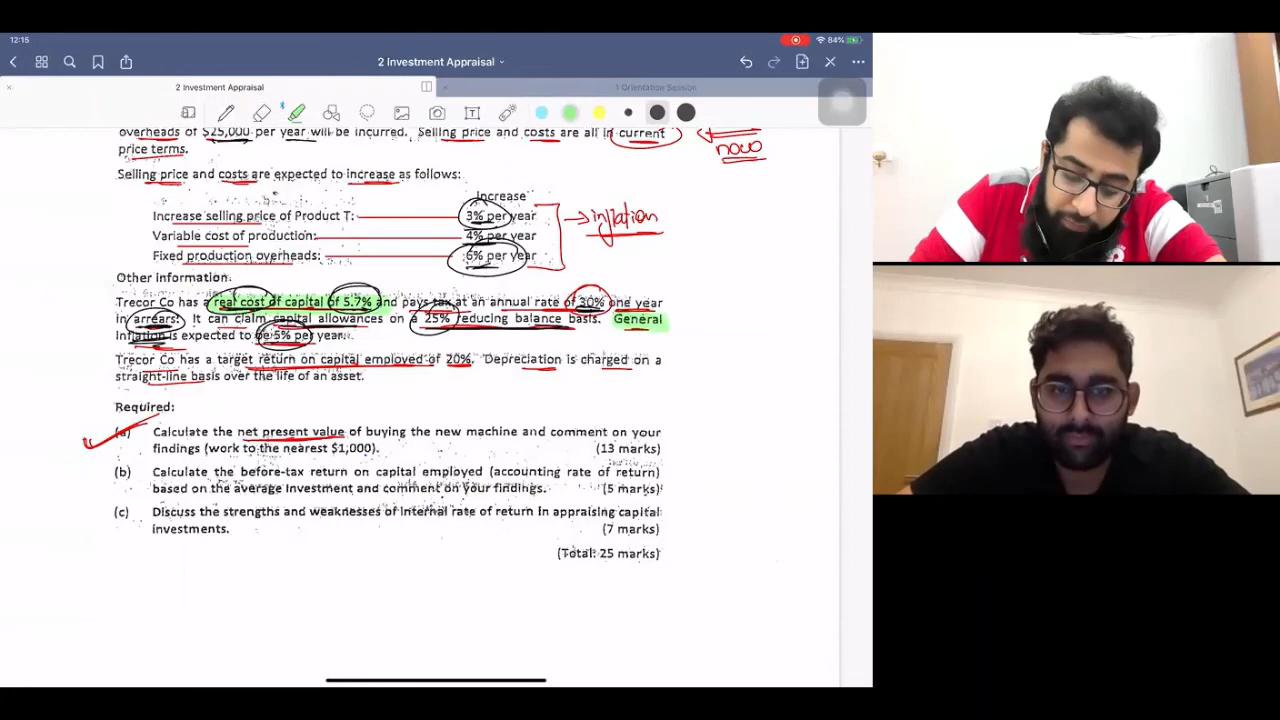 12:15
84%
2 Investment Appraisal
2 Investment Appraisal
1 Orientation Session
overheads of $25,000 per year will be incurred. Selling price and costs are all in current
price terms.
now
Selling price and costs are expected to increase as follows:
Increase
Increase selling price of Product T: 3% per year
Variable cost of production: 4% per year
Fixed production overheads: 6% per year
inflation
Other information
Trecor Co has a real cost of capital of 5.7% and pays tax at an annual rate of 30% one year
in arrears. It can claim capital allowances on a 25% reducing balance basis. General
inflation is expected to be 5% per year.
Trecor Co has a target return on capital employed of 20%. Depreciation is charged on a
straight-line basis over the life of an asset.
Required:
(a) Calculate the net present value of buying the new machine and comment on your
findings (work to the nearest $1,000). (13 marks)
(b) Calculate the before-tax return on capital employed (accounting rate of return)
based on the average investment and comment on your findings. (5 marks)
(c) Discuss the strengths and weaknesses of internal rate of return in appraising capital
investments. (7 marks)
(Total: 25 marks)